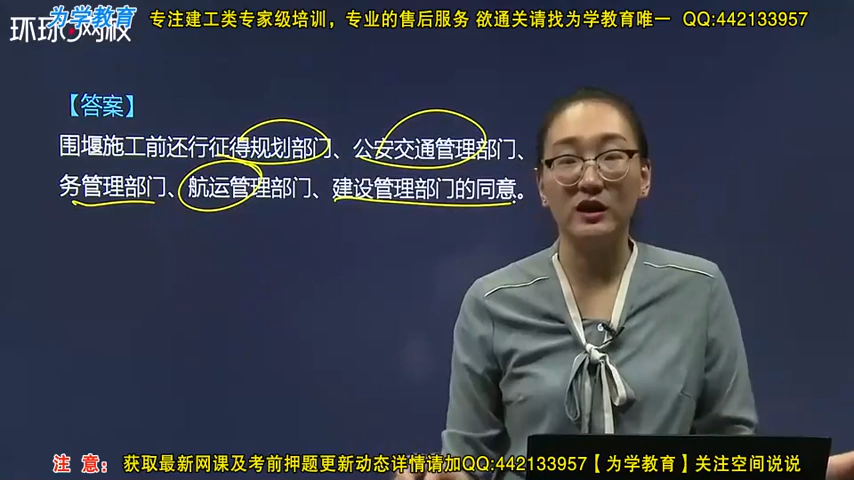 为学教育
环球网校
专注建工类专家级培训，专业的售后服务 欲通关请找为学教育唯一 QQ:442133957
【答案】
围堰施工前还行征得规划部门、公安交通管理部门、
务管理部门、航运管理部门、建设管理部门的同意。
注 意： 获取最新网课及考前押题更新动态详情请加QQ:442133957【为学教育】关注空间说说